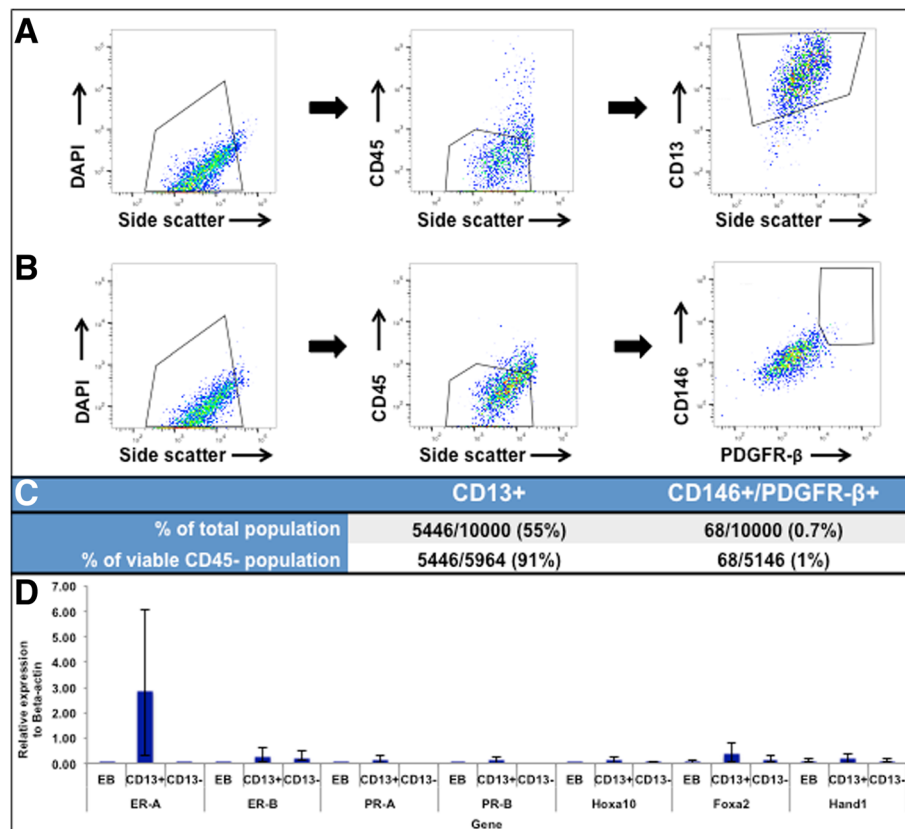 A
DAPI
Side scatter
CD45
Side scatter
CD13
Side scatter
B
DAPI
Side scatter
CD45
Side scatter
CD146
PDGFR-β
C
CD13+ CD146+/PDGFR-β+
% of total population 5446/10000 (55%) 68/10000 (0.7%)
% of viable CD45- population 5446/5964 (91%) 68/5146 (1%)
D
Relative expression
to Beta-actin
7.00
6.00
5.00
4.00
3.00
2.00
1.00
0.00
EB CD13+ CD13- EB CD13+ CD13- EB CD13+ CD13- EB CD13+ CD13- EB CD13+ CD13- EB CD13+ CD13- EB CD13+ CD13-
ER-A ER-B PR-A PR-B Hoxa10 Foxa2 Hand1
Gene